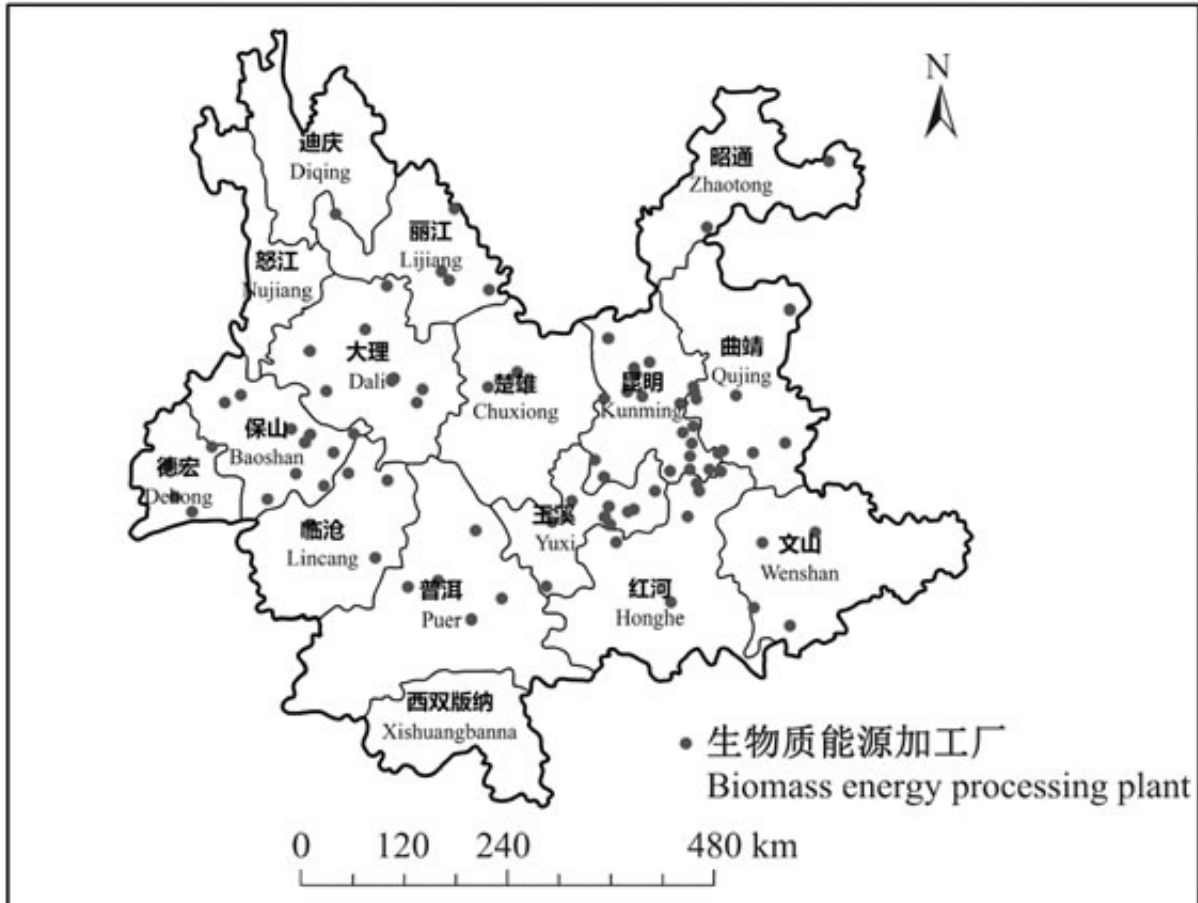 N
迪庆
Diqing
昭通
Zhaotong
丽江
Lijiang
怒江
Nujiang
曲靖
Qujing
大理
Dali
楚雄
Chuxiong
昆明
Kunming
保山
Baoshan
德宏
Dehong
临沧
Lincang
玉溪
Yuxi
文山
Wenshan
普洱
Puer
红河
Honghe
西双版纳
Xishuangbanna
生物质能源加工厂
Biomass energy processing plant
0 120 240 480 km